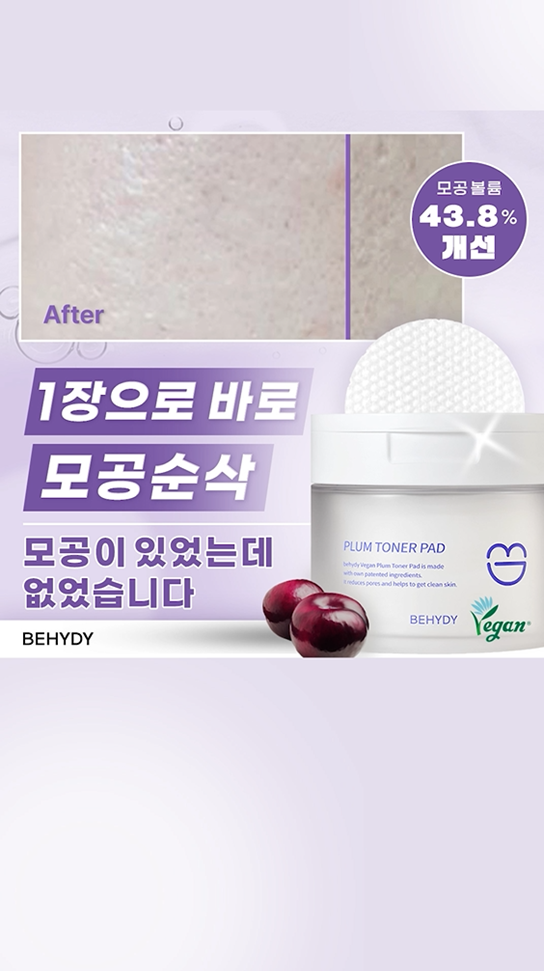 모공볼륨
43.8%
개선
After
1장으로 바로
모공순삭
모공이 있었는데
없었습니다
BEHYDY
PLUM TONER PAD
behydy Vegan Plum Toner Pad is made
with own patented ingredients.
It reduces pores and helps to get clean skin.
BEHYDY
Vegan